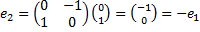 e₂ = (0 −1
1 0)(0
1) = (−1
0) = −e₁